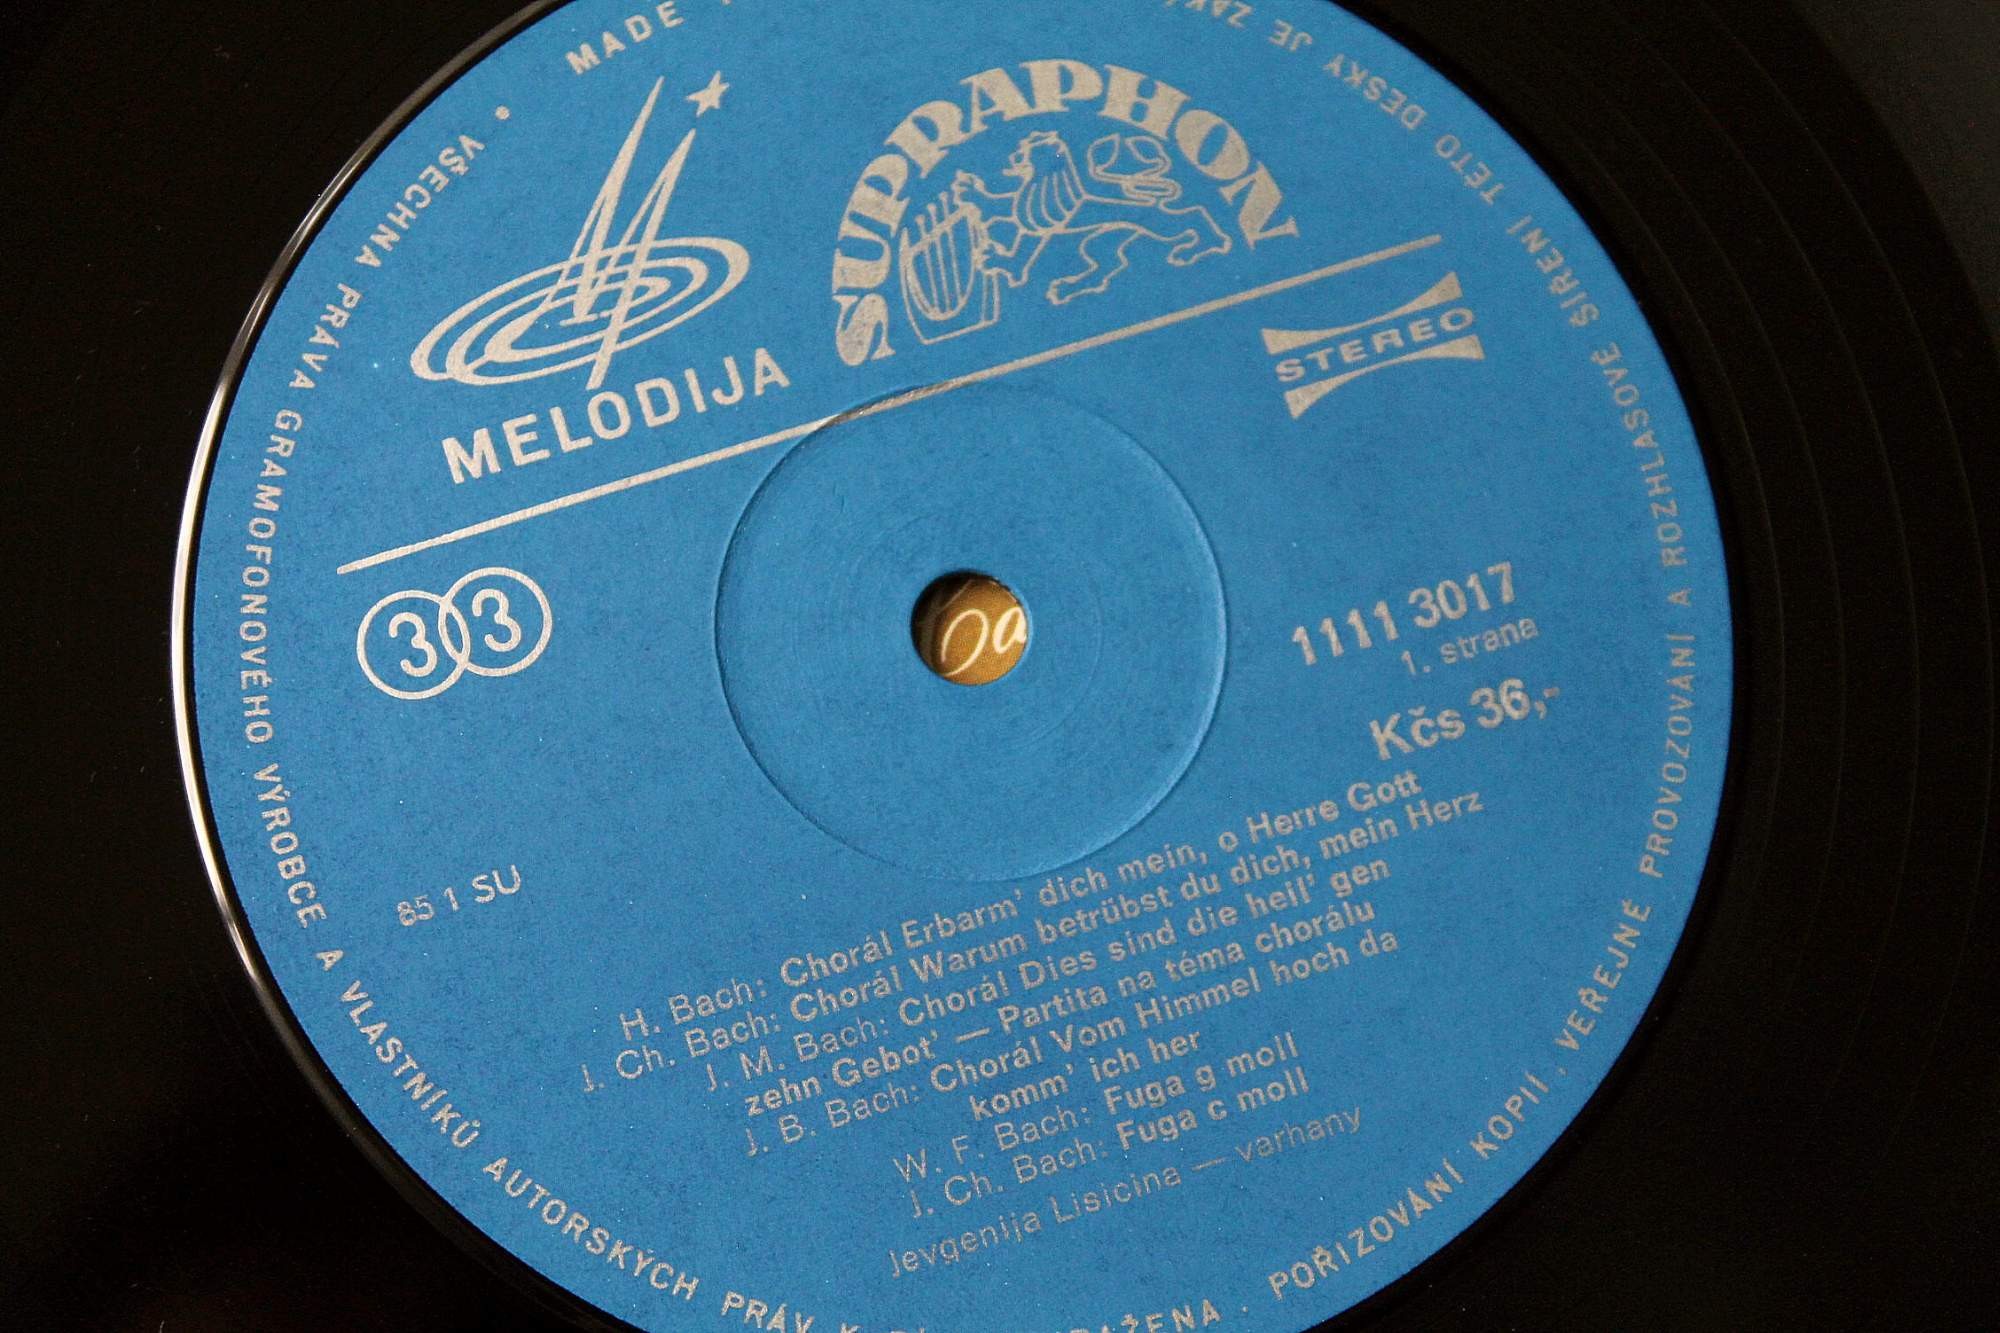 MADE
SUPRAPHON
MELODIJA
STEREO
33
1111 3017
1. strana
Kčs 36,-
85 1 SU
H. Bach: Chorál Erbarm' dich mein, o Herre Gott
J. Ch. Bach: Chorál Warum betrübst du dich, mein Herz
J. M. Bach: Chorál Dies sind die heil' gen
zehn Gebot' — Partita na téma chorálu
J. B. Bach: Chorál Vom Himmel hoch da
komm' ich her
W. F. Bach: Fuga g moll
J. Ch. Bach: Fuga c moll
Jevgenija Lisicina — varhany
VŠECHNA PRÁVA GRAMOFONOVÉHO VÝROBCE A VLASTNÍKŮ AUTORSKÝCH PRÁV K
. POŘIZOVÁNÍ KOPIÍ, VEŘEJNÉ PROVOZOVÁNÍ A ROZHLASOVÉ ŠÍŘENÍ TÉTO DESKY JE